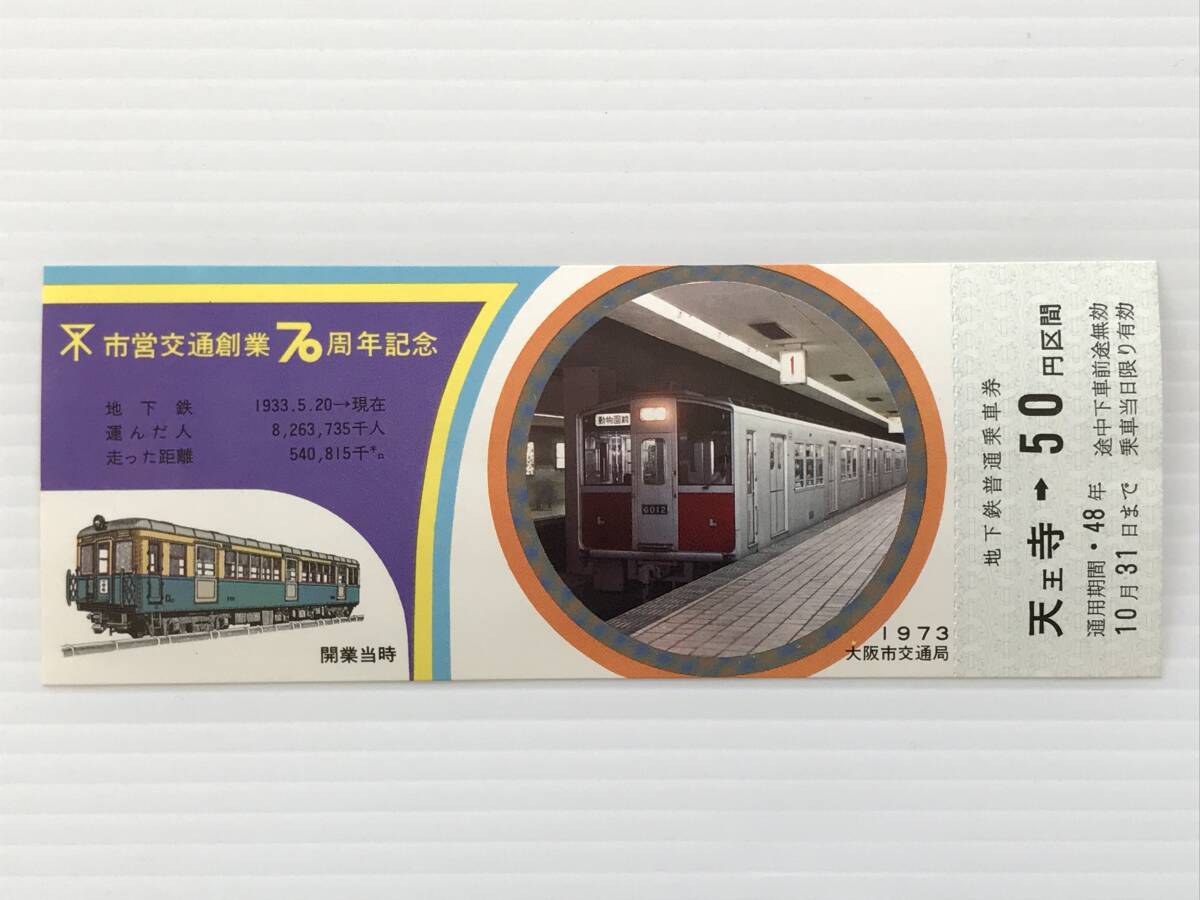 市営交通創業70周年記念
地下鉄 1933.5.20→現在
運んだ人 8,263,735千人
走った距離 540,815千㌔
開業当時
1
動物園前
6012
1973
大阪市交通局
地下鉄普通乗車券
天王寺→50円区間
通用期間・48年
10月31日まで
途中下車前途無効
乗車当日限り有効